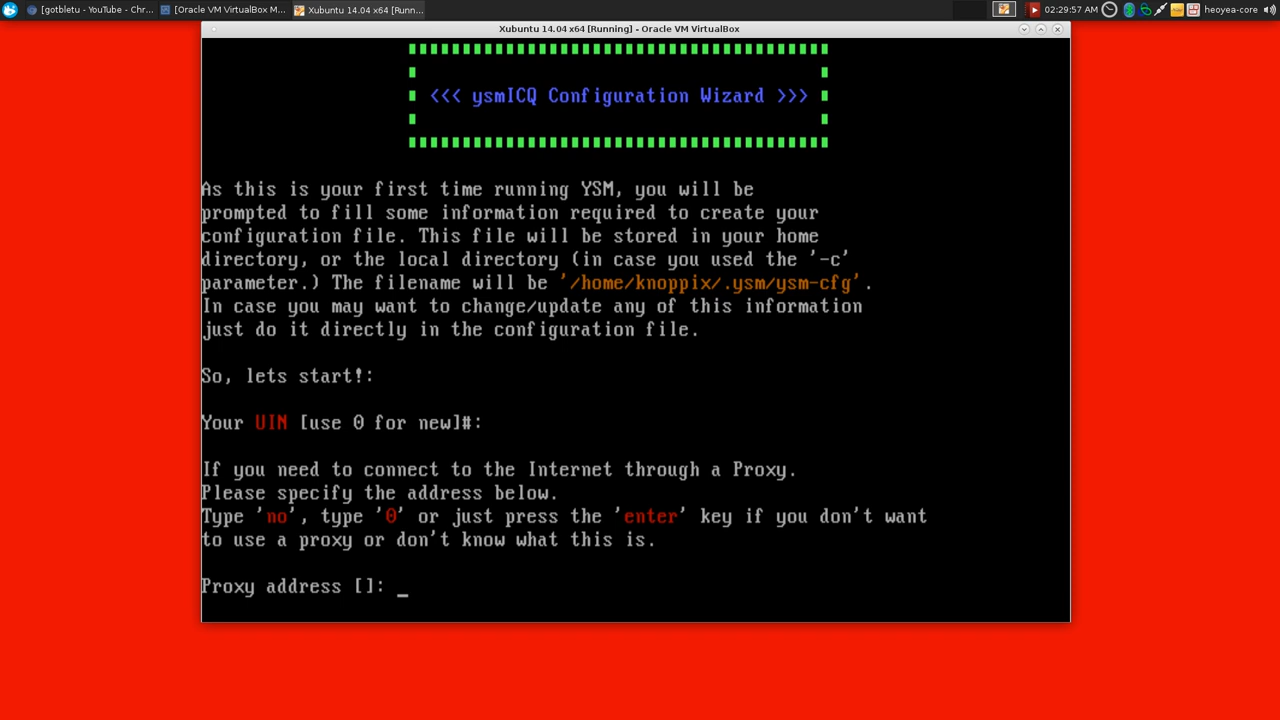 [gotbletu - YouTube - Chr...
[Oracle VM VirtualBox M...
Xubuntu 14.04 x64 [Runn...
02:29:57 AM
heoyea-core
Xubuntu 14.04 x64 [Running] - Oracle VM VirtualBox
<<< ysmICQ Configuration Wizard >>>
As this is your first time running YSM, you will be
prompted to fill some information required to create your
configuration file. This file will be stored in your home
directory, or the local directory (in case you used the '-c'
parameter.) The filename will be '/home/knoppix/.ysm/ysm-cfg'.
In case you may want to change/update any of this information
just do it directly in the configuration file.
So, lets start!:
Your UIN [use 0 for new]#:
If you need to connect to the Internet through a Proxy.
Please specify the address below.
Type 'no', type '0' or just press the 'enter' key if you don't want
to use a proxy or don't know what this is.
Proxy address []: _